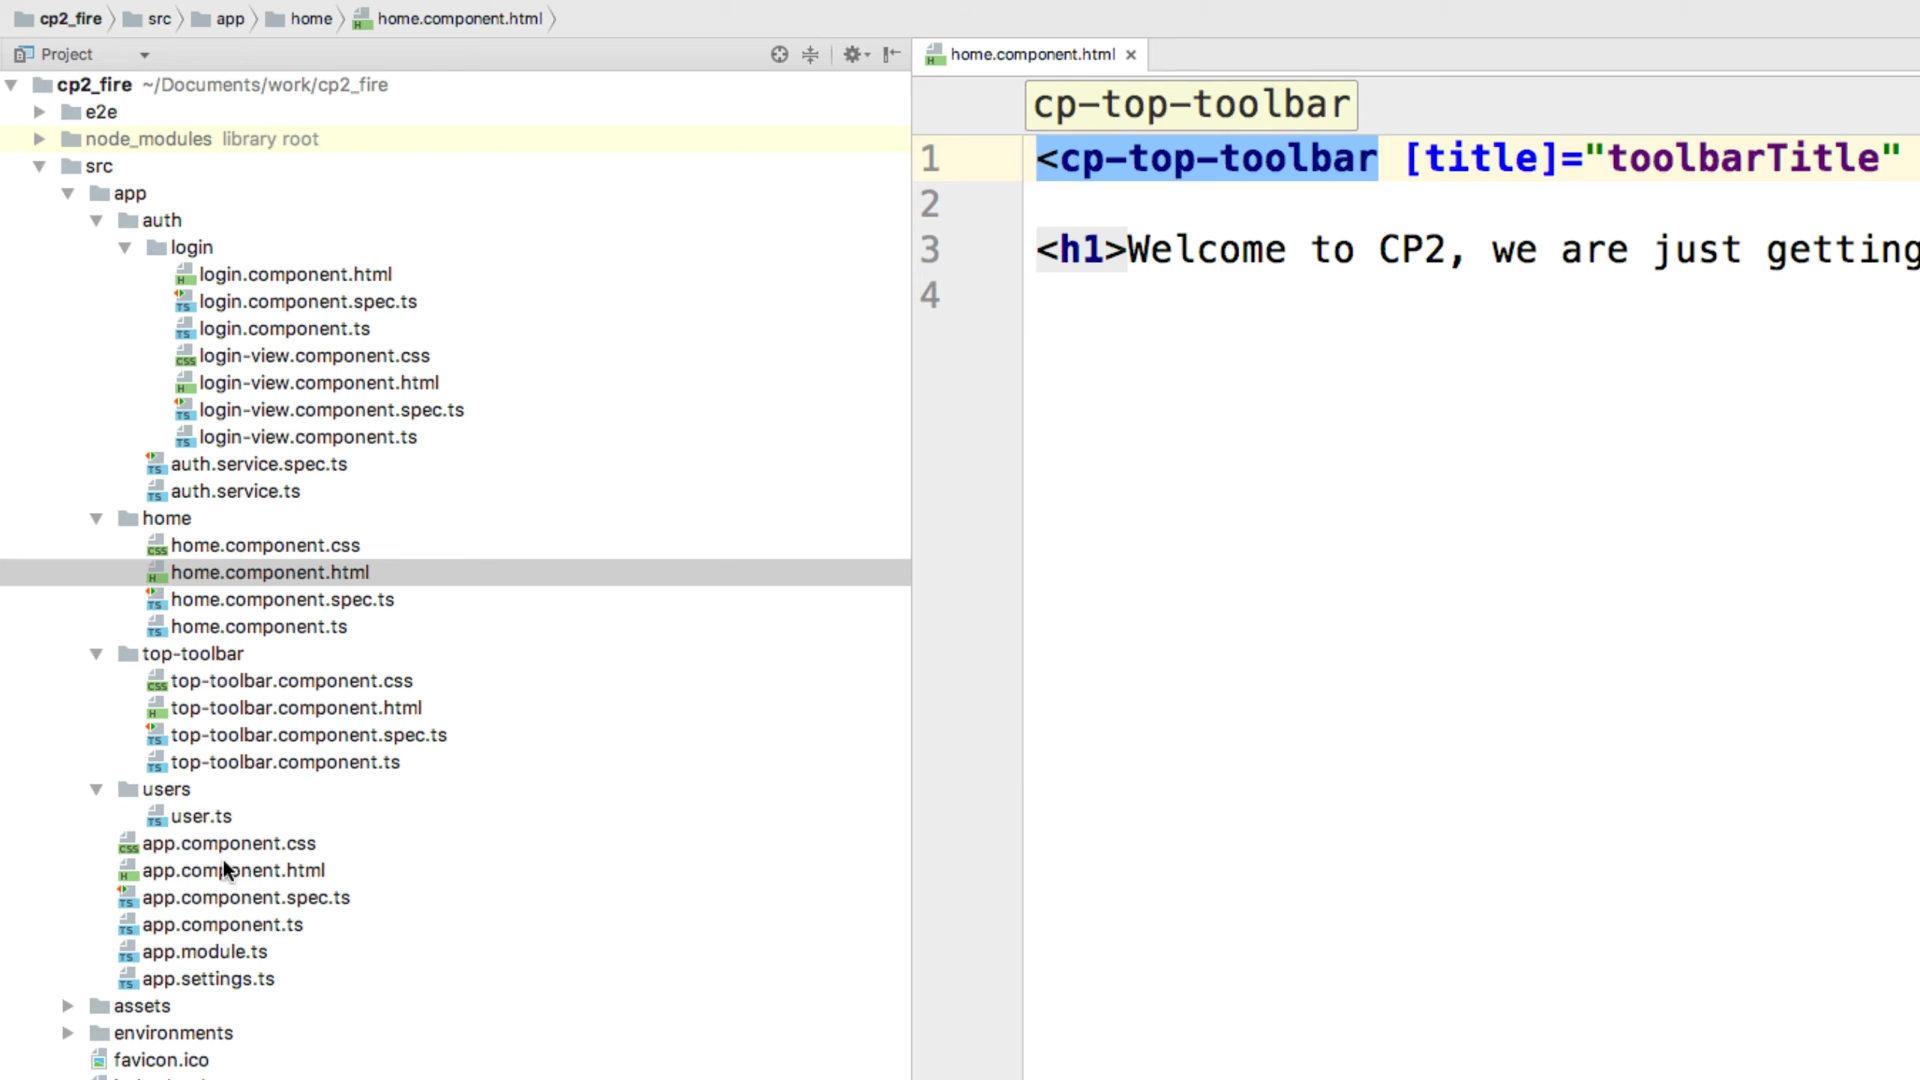 cp2_fire src app home home.component.html
Project
home.component.html
cp2_fire ~/Documents/work/cp2_fire
e2e
node_modules library root
src
app
auth
login
login.component.html
login.component.spec.ts
login.component.ts
login-view.component.css
login-view.component.html
login-view.component.spec.ts
login-view.component.ts
auth.service.spec.ts
auth.service.ts
home
home.component.css
home.component.html
home.component.spec.ts
home.component.ts
top-toolbar
top-toolbar.component.css
top-toolbar.component.html
top-toolbar.component.spec.ts
top-toolbar.component.ts
users
user.ts
app.component.css
app.component.html
app.component.spec.ts
app.component.ts
app.module.ts
app.settings.ts
assets
environments
favicon.ico
cp-top-toolbar
1 <cp-top-toolbar [title]="toolbarTitle"
2
3 <h1>Welcome to CP2, we are just getting
4